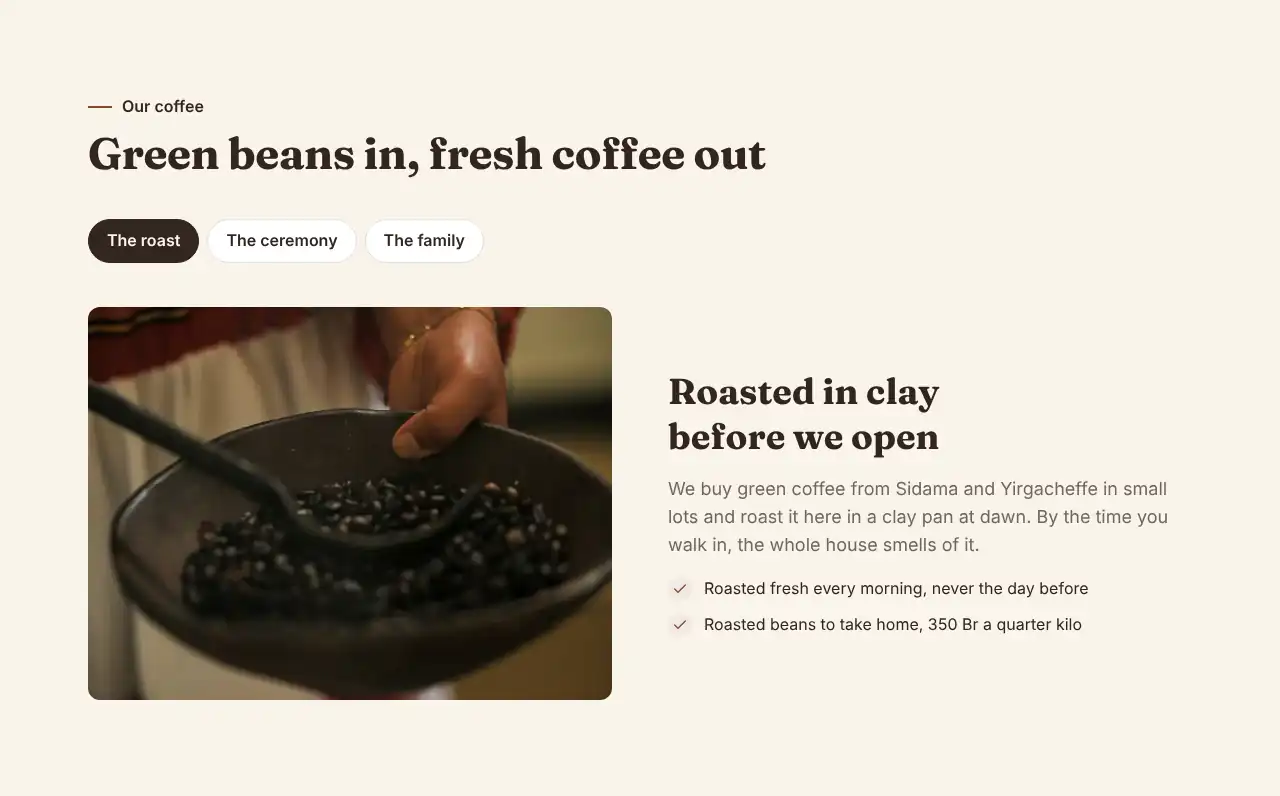 Our coffee
Green beans in, fresh coffee out
The roast
The ceremony
The family
Roasted in clay
before we open
We buy green coffee from Sidama and Yirgacheffe in small
lots and roast it here in a clay pan at dawn. By the time you
walk in, the whole house smells of it.
Roasted fresh every morning, never the day before
Roasted beans to take home, 350 Br a quarter kilo